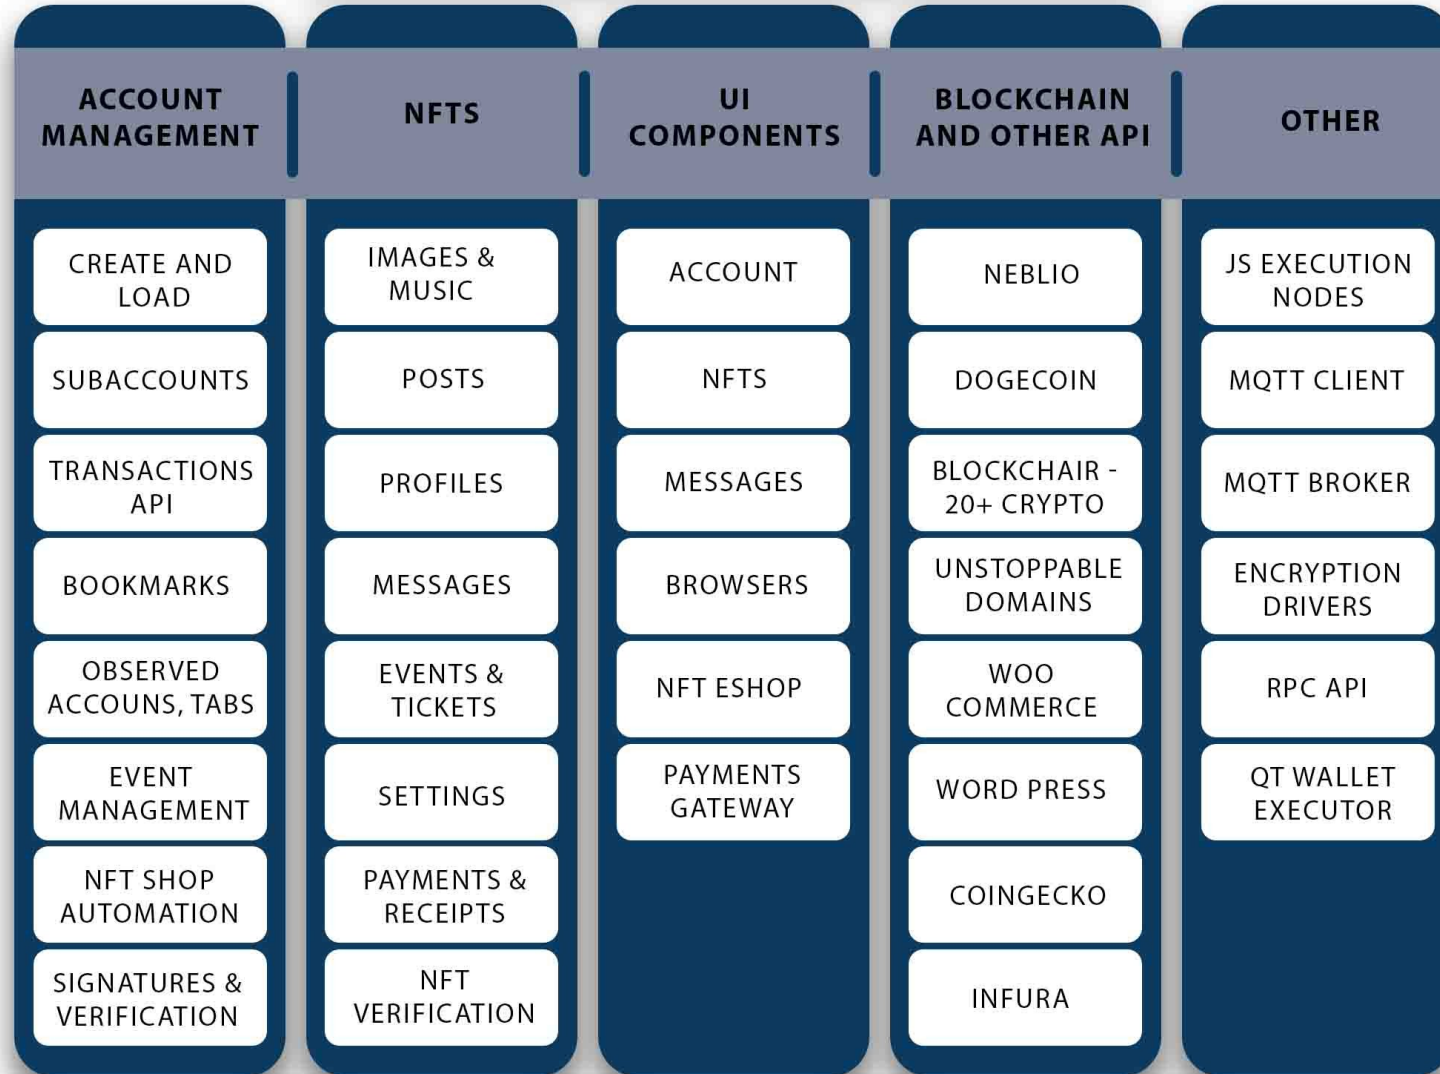 ACCOUNT
MANAGEMENT
NFTS
UI
COMPONENTS
BLOCKCHAIN
AND OTHER API
OTHER
CREATE AND
LOAD
SUBACCOUNTS
TRANSACTIONS
API
BOOKMARKS
OBSERVED
ACCOUNS, TABS
EVENT
MANAGEMENT
NFT SHOP
AUTOMATION
SIGNATURES &
VERIFICATION
IMAGES &
MUSIC
POSTS
PROFILES
MESSAGES
EVENTS &
TICKETS
SETTINGS
PAYMENTS &
RECEIPTS
NFT
VERIFICATION
ACCOUNT
NFTS
MESSAGES
BROWSERS
NFT ESHOP
PAYMENTS
GATEWAY
NEBLIO
DOGECOIN
BLOCKCHAIR -
20+ CRYPTO
UNSTOPPABLE
DOMAINS
WOO
COMMERCE
WORD PRESS
COINGECKO
INFURA
JS EXECUTION
NODES
MQTT CLIENT
MQTT BROKER
ENCRYPTION
DRIVERS
RPC API
QT WALLET
EXECUTOR